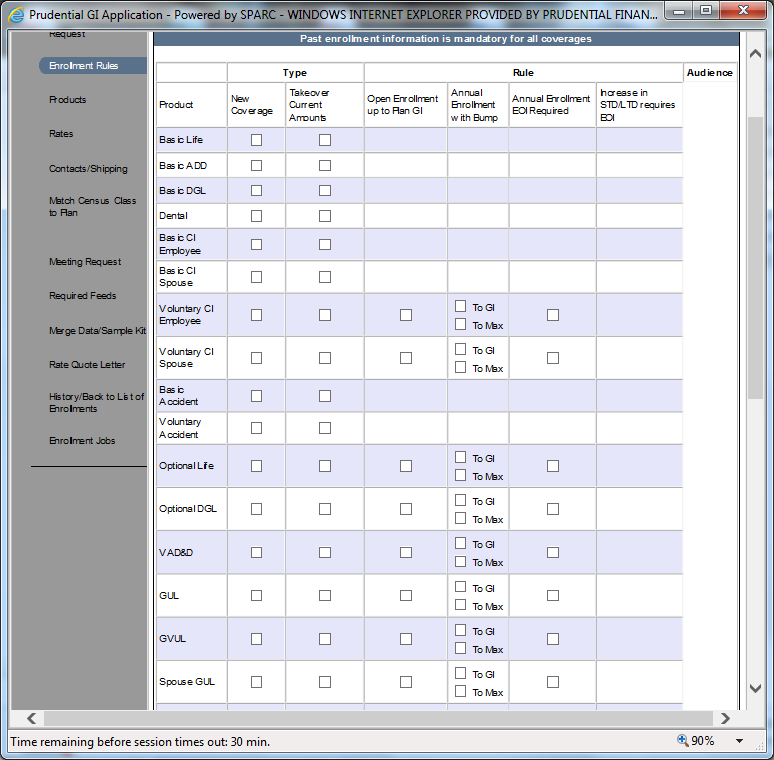 Prudential GI Application - Powered by SPARC - WINDOWS INTERNET EXPLORER PROVIDED BY PRUDENTIAL FINAN...
Request
Enrollment Rules
Products
Rates
Contacts/Shipping
Match Census Class
to Plan
Meeting Request
Required Feeds
Merge Data/Sample Kit
Rate Quote Letter
History/Back to List of
Enrollments
Enrollment Jobs
Past enrollment information is mandatory for all coverages
Type Rule Audience
Product
New
Coverage
Takeover
Current
Amounts
Open Enrollment
up to Plan GI
Annual
Enrollment
with Bump
Annual Enrollment
EOI Required
Increase in
STD/LTD requires
EOI
Basic Life
Basic ADD
Basic DGL
Dental
Basic CI
Employee
Basic CI
Spouse
Voluntary CI
Employee
To GI
To Max
Voluntary CI
Spouse
To GI
To Max
Basic
Accident
Voluntary
Accident
Optional Life
To GI
To Max
Optional DGL
To GI
To Max
VAD&D
To GI
To Max
GUL
To GI
To Max
GVUL
To GI
To Max
Spouse GUL
To GI
To Max
Time remaining before session times out: 30 min.
90%